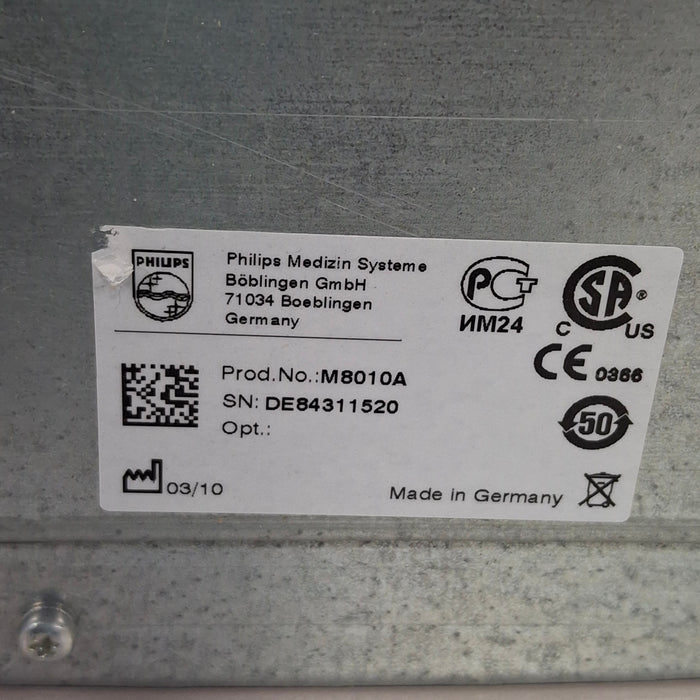 PHILIPS
Philips Medizin Systeme
Böblingen GmbH
71034 Boeblingen
Germany
Prod.No.:M8010A
SN: DE84311520
Opt.:
03/10
PCT
ИМ24
SA®
C US
CE 0366
50
Made in Germany